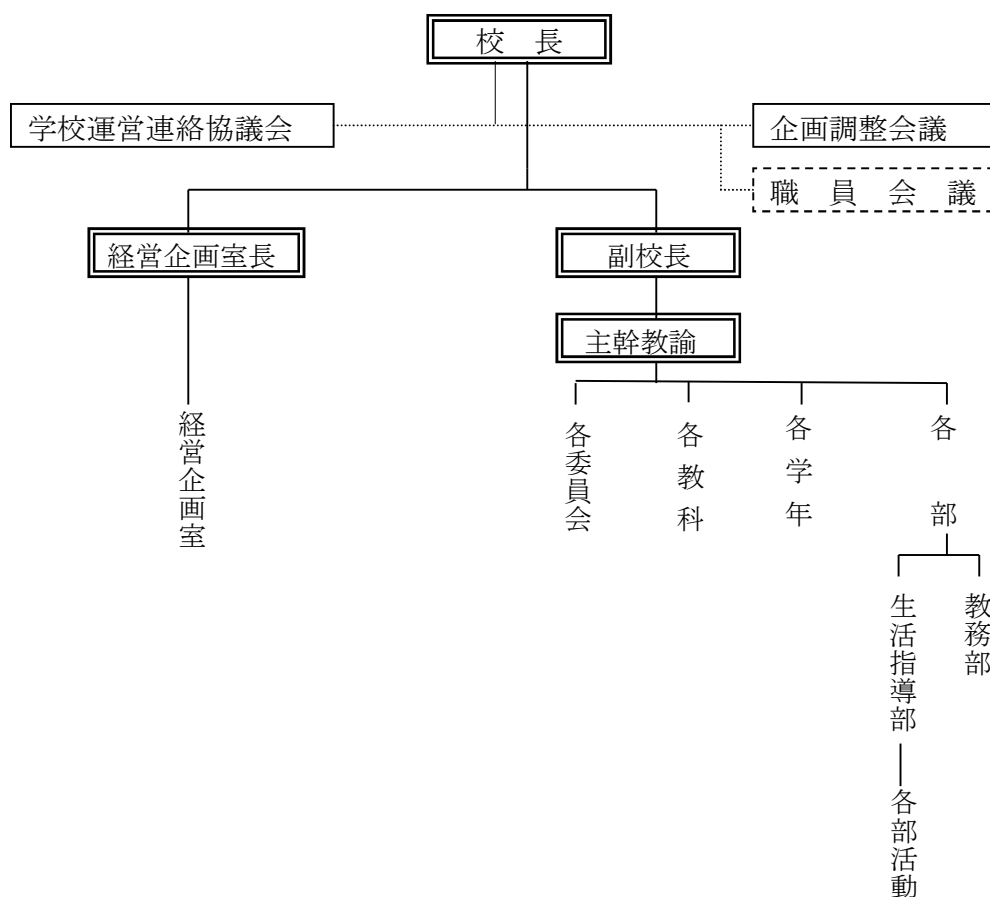 校　長
学校運営連絡協議会
企画調整会議
職　員　会　議
経営企画室長
副校長
主幹教諭
経営企画室
各委員会
各教科
各学年
各　部
生活指導部
教務部
各部活動